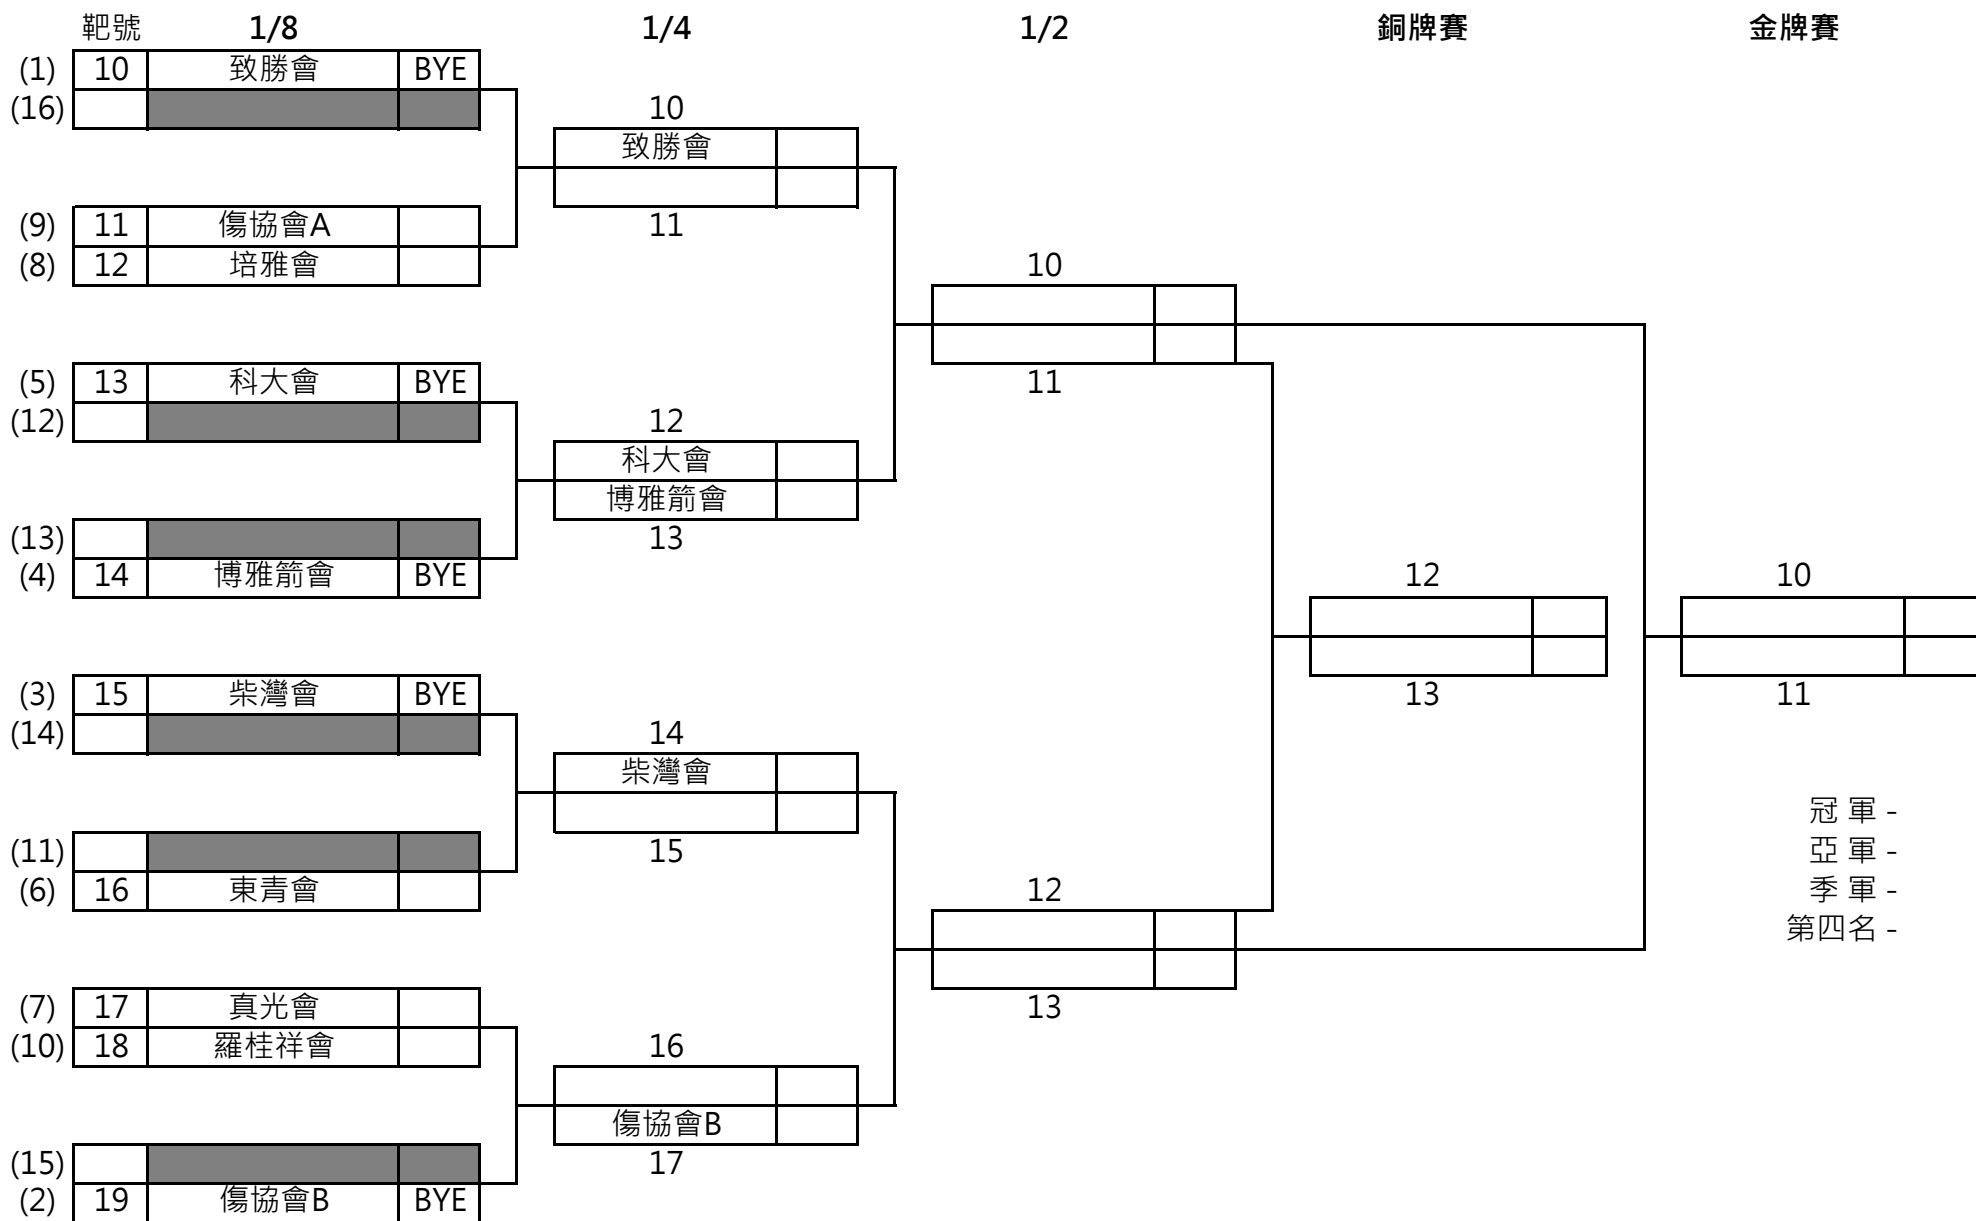 靶號 1/8 1/4 1/2 銅牌賽 金牌賽
(1) 10 致勝會 BYE
(16) 10
致勝會
(9) 11 傷協會A 11
(8) 12 培雅會 10
(5) 13 科大會 BYE 11
(12) 12
科大會
博雅箭會
(13) 13
(4) 14 博雅箭會 BYE 12 10
(3) 15 柴灣會 BYE 13 11
(14) 14
柴灣會
冠 軍 -
(11) 15 亞 軍 -
(6) 16 東青會 12 季 軍 -
第四名 -
(7) 17 真光會 13
(10) 18 羅桂祥會 16
傷協會B
(15) 17
(2) 19 傷協會B BYE